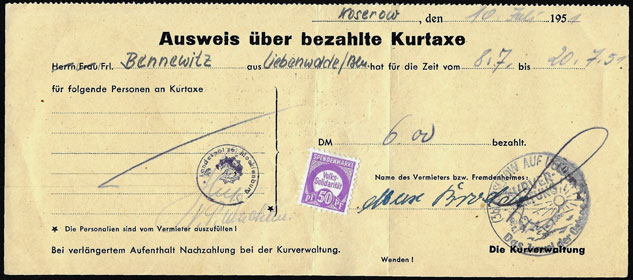 Koserow, den 10. Juli 1951
Ausweis über bezahlte Kurtaxe
Herrn/Frau/Frl. Bennewitz aus Liebenwalde/Bln. hat für die Zeit vom 8.7. bis 20.7.51
für folgende Personen an Kurtaxe
DM 6 00 bezahlt.
SPENDENMARKE
Volks-
Solidarität
50
Pf Pf
Name des Vermieters bzw. Fremdenheimes:
* Die Personalien sind vom Vermieter auszufüllen!
Bei verlängertem Aufenthalt Nachzahlung bei der Kurverwaltung.
Die Kurverwaltung
Wenden!